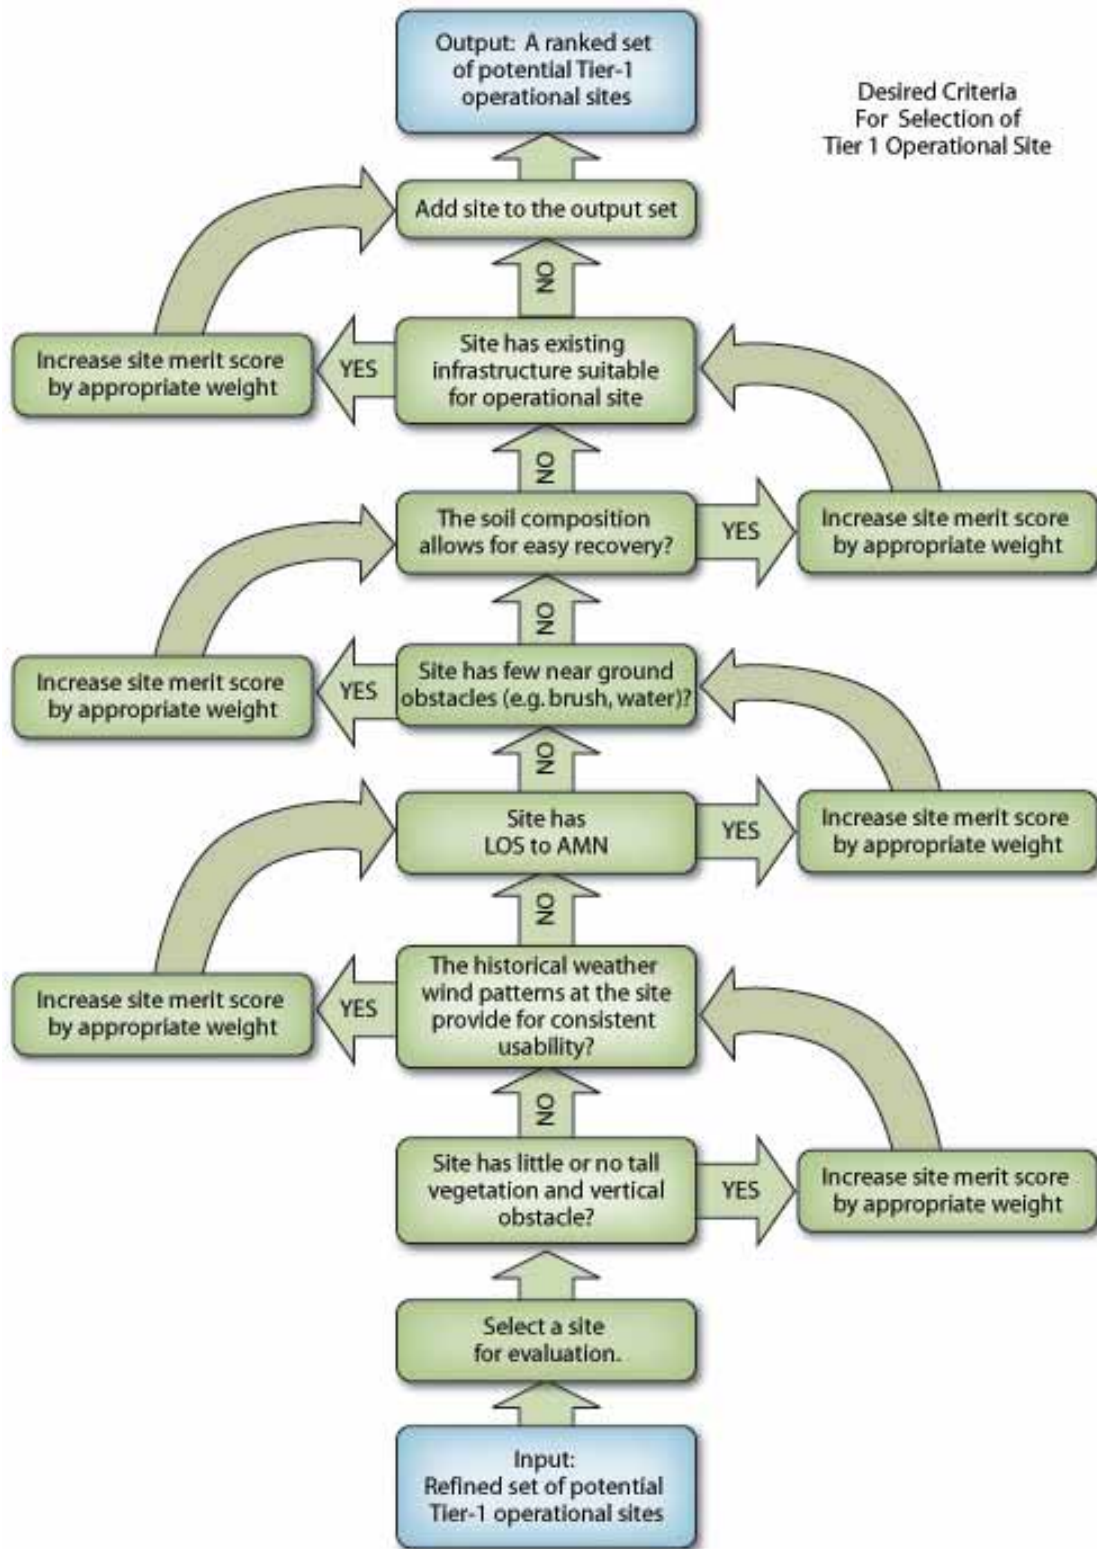 Output: A ranked set
of potential Tier-1
operational sites
Desired Criteria
For Selection of
Tier 1 Operational Site
Add site to the output set
NO
Increase site merit score
by appropriate weight
YES
Site has existing
infrastructure suitable
for operational site
NO
The soil composition
allows for easy recovery?
YES
Increase site merit score
by appropriate weight
NO
Increase site merit score
by appropriate weight
YES
Site has few near ground
obstacles (e.g. brush, water)?
NO
Site has
LOS to AMN
YES
Increase site merit score
by appropriate weight
NO
Increase site merit score
by appropriate weight
YES
The historical weather
wind patterns at the site
provide for consistent
usability?
NO
Site has little or no tall
vegetation and vertical
obstacle?
YES
Increase site merit score
by appropriate weight
Select a site
for evaluation.
Input:
Refined set of potential
Tier-1 operational sites